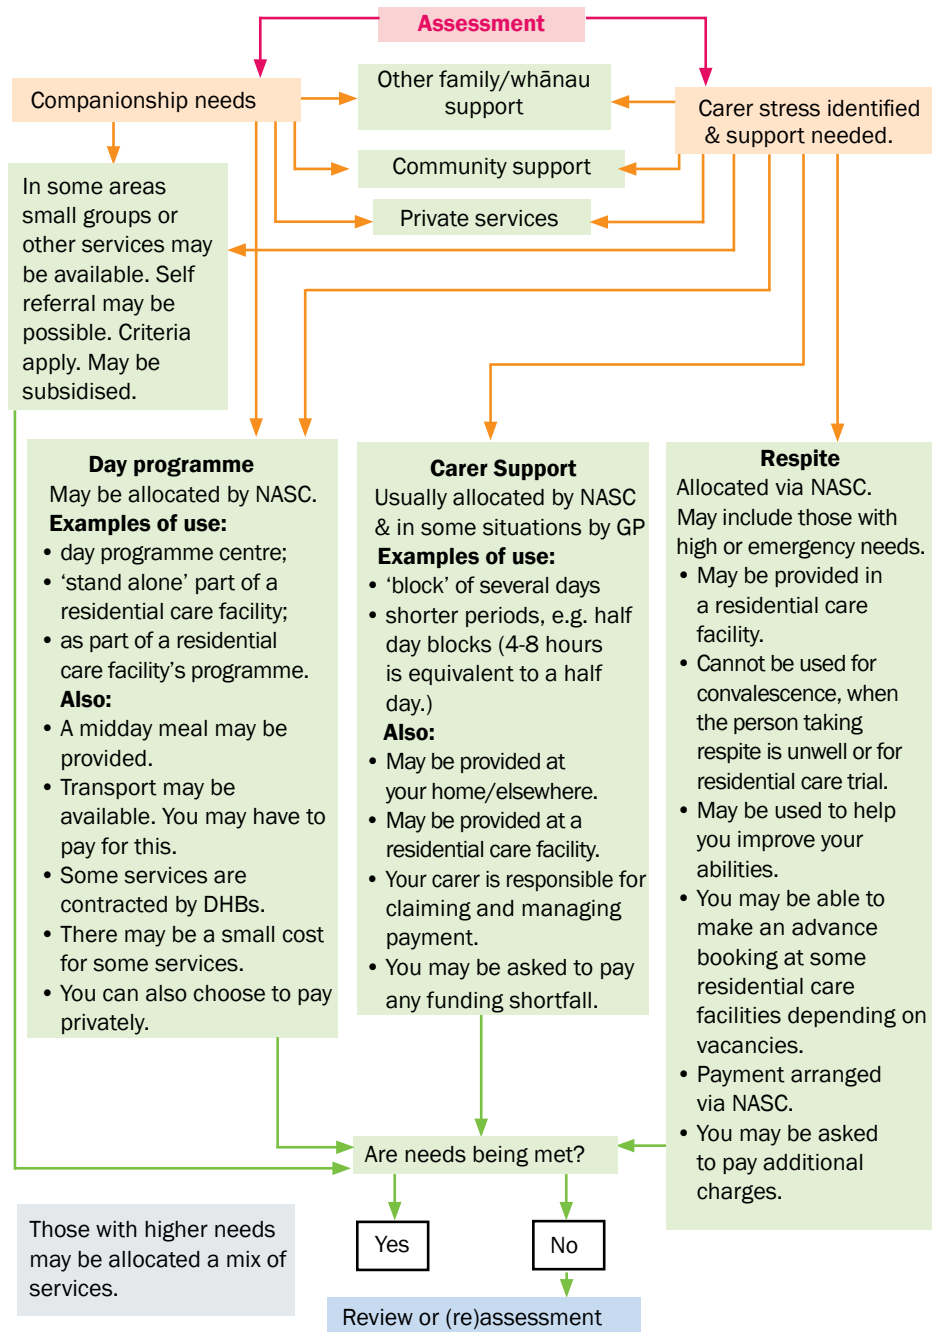 Assessment
Companionship needs
Other family/whānau
support
Carer stress identified
& support needed.
Community support
Private services
In some areas
small groups or
other services may
be available. Self
referral may be
possible. Criteria
apply. May be
subsidised.
Day programme
May be allocated by NASC.
Examples of use:
• day programme centre;
• ‘stand alone’ part of a
residential care facility;
• as part of a residential
care facility’s programme.
Also:
• A midday meal may be
provided.
• Transport may be
available. You may have to
pay for this.
• Some services are
contracted by DHBs.
• There may be a small cost
for some services.
• You can also choose to pay
privately.
Carer Support
Usually allocated by NASC
& in some situations by GP
Examples of use:
• ‘block’ of several days
• shorter periods, e.g. half
day blocks (4-8 hours
is equivalent to a half
day.)
Also:
• May be provided at
your home/elsewhere.
• May be provided at a
residential care facility.
• Your carer is responsible for
claiming and managing
payment.
• You may be asked to pay
any funding shortfall.
Respite
Allocated via NASC.
May include those with
high or emergency needs.
• May be provided in
a residential care
facility.
• Cannot be used for
convalescence, when
the person taking
respite is unwell or for
residential care trial.
• May be used to help
you improve your
abilities.
• You may be able to
make an advance
booking at some
residential care
facilities depending on
vacancies.
• Payment arranged
via NASC.
• You may be asked
to pay additional
charges.
Are needs being met?
Yes
No
Those with higher needs
may be allocated a mix of
services.
Review or (re)assessment